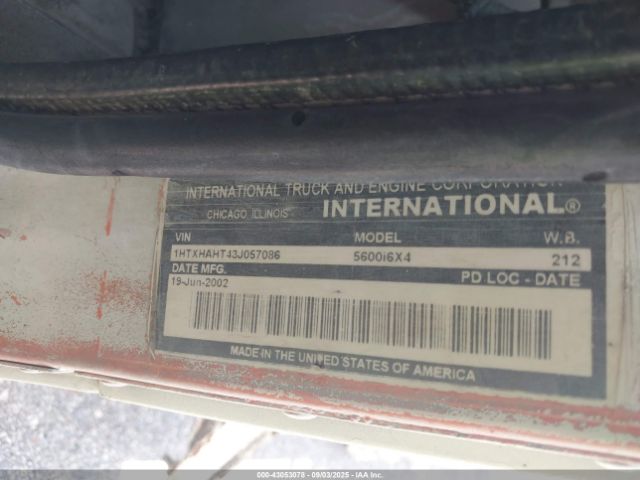 INTERNATIONAL TRUCK AND ENGINE CORPORATION
CHICAGO, ILLINOIS INTERNATIONAL®
VIN MODEL W.B.
1HTXHAHT43J057086 5600i6X4 212
DATE MFG. PD LOC - DATE
19-Jun-2002
MADE IN THE UNITED STATES OF AMERICA
000-43053078 - 09/03/2025 - IAA Inc.